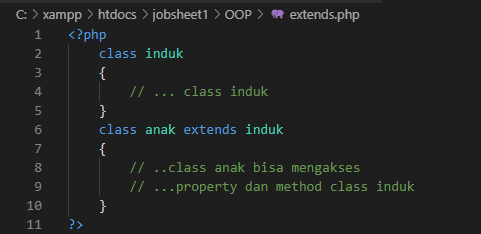 C: > xampp > htdocs > jobsheet1 > OOP > extends.php
1 <?php
2 class induk
3 {
4 // ... class induk
5 }
6 class anak extends induk
7 {
8 // ..class anak bisa mengakses
9 // ...property dan method class induk
10 }
11 ?>